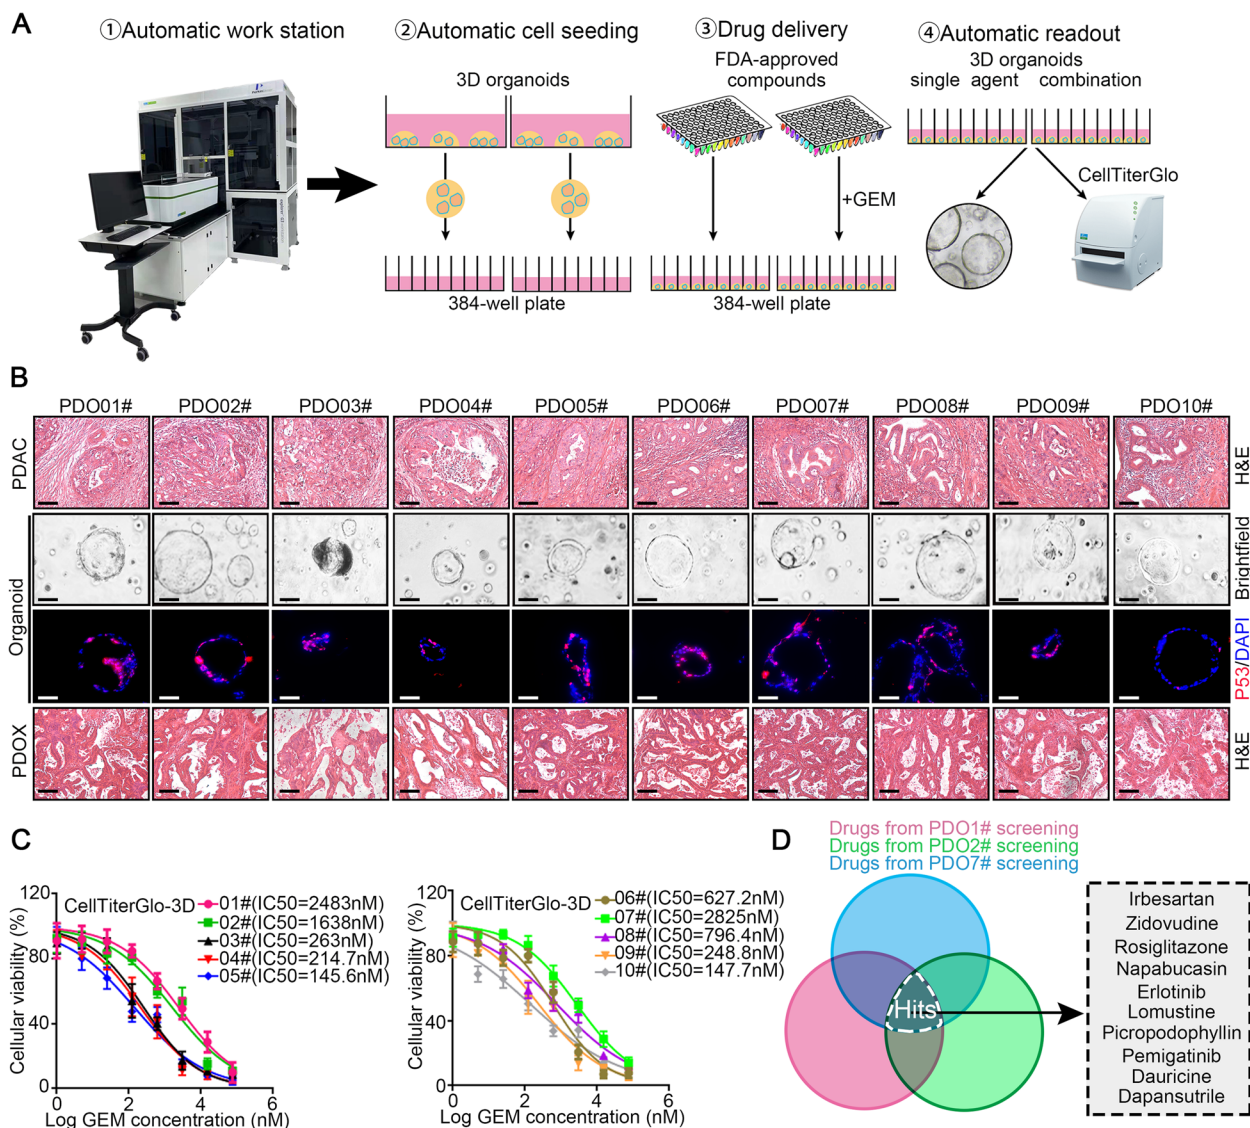 A
①Automatic work station
②Automatic cell seeding
3D organoids
384-well plate
③Drug delivery
FDA-approved
compounds
+GEM
384-well plate
④Automatic readout
3D organoids
single agent combination
CellTiterGlo
B
PDO01# PDO02# PDO03# PDO04# PDO05# PDO06# PDO07# PDO08# PDO09# PDO10#
PDAC
H&E
Organoid
Brightfield
P53/DAPI
PDOX
H&E
C
CellTiterGlo-3D
01#(IC50=2483nM)
02#(IC50=1638nM)
03#(IC50=263nM)
04#(IC50=214.7nM)
05#(IC50=145.6nM)
Cellular viability (%)
120
80
40
0
0 2 4 6
Log GEM concentration (nM)
CellTiterGlo-3D
06#(IC50=627.2nM)
07#(IC50=2825nM)
08#(IC50=796.4nM)
09#(IC50=248.8nM)
10#(IC50=147.7nM)
Cellular viability (%)
120
80
40
0
0 2 4 6
Log GEM concentration (nM)
D
Drugs from PDO1# screening
Drugs from PDO2# screening
Drugs from PDO7# screening
Hits
Irbesartan
Zidovudine
Rosiglitazone
Napabucasin
Erlotinib
Lomustine
Picropodophyllin
Pemigatinib
Dauricine
Dapansutrile